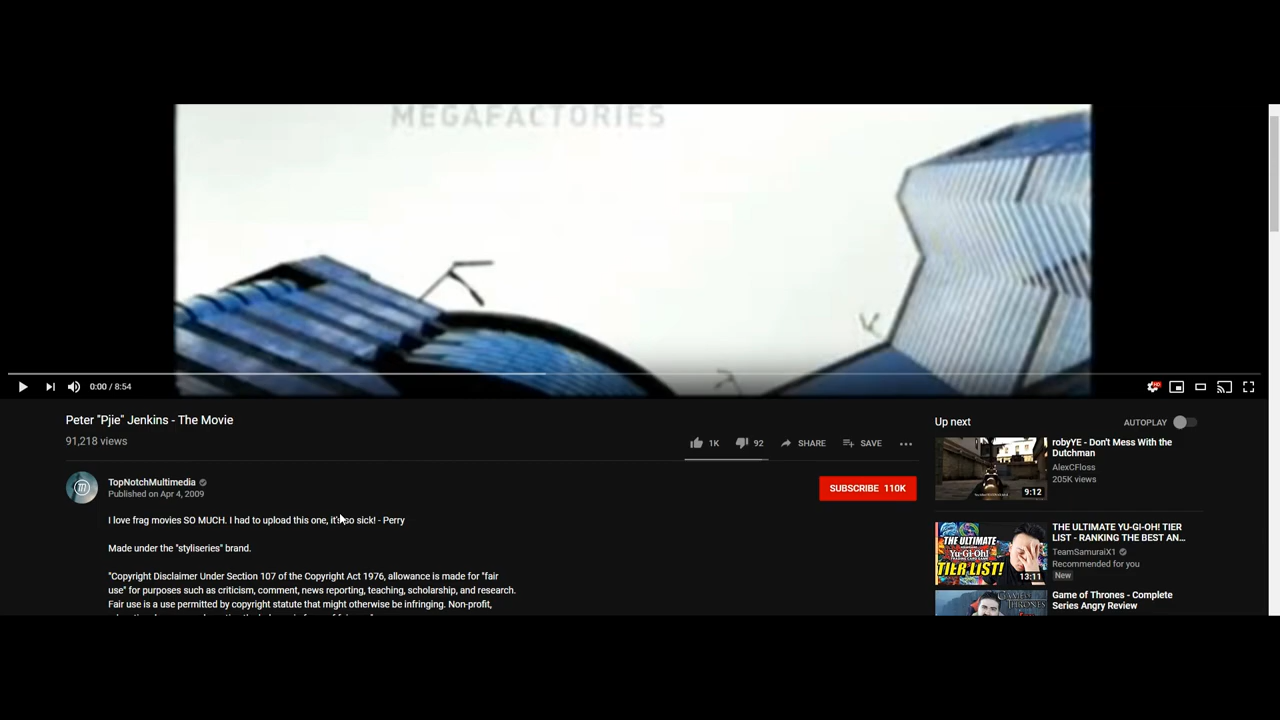 MEGAFACTORIES
0:00 / 8:54
HD
Peter "Pjie" Jenkins - The Movie
91,218 views
1K
92
SHARE
SAVE
TopNotchMultimedia
Published on Apr 4, 2009
SUBSCRIBE 110K
I love frag movies SO MUCH. I had to upload this one, it's so sick! - Perry
Made under the "styliseries" brand.
"Copyright Disclaimer Under Section 107 of the Copyright Act 1976, allowance is made for "fair
use" for purposes such as criticism, comment, news reporting, teaching, scholarship, and research.
Fair use is a use permitted by copyright statute that might otherwise be infringing. Non-profit,
Up next
AUTOPLAY
9:12
robyYE - Don't Mess With the
Dutchman
AlexCFloss
205K views
THE ULTIMATE
Yu-Gi-Oh!
TIER LIST!
13:11
THE ULTIMATE YU-GI-OH! TIER
LIST - RANKING THE BEST AN...
TeamSamuraiX1
Recommended for you
New
GAME OF THRONES
Game of Thrones - Complete
Series Angry Review